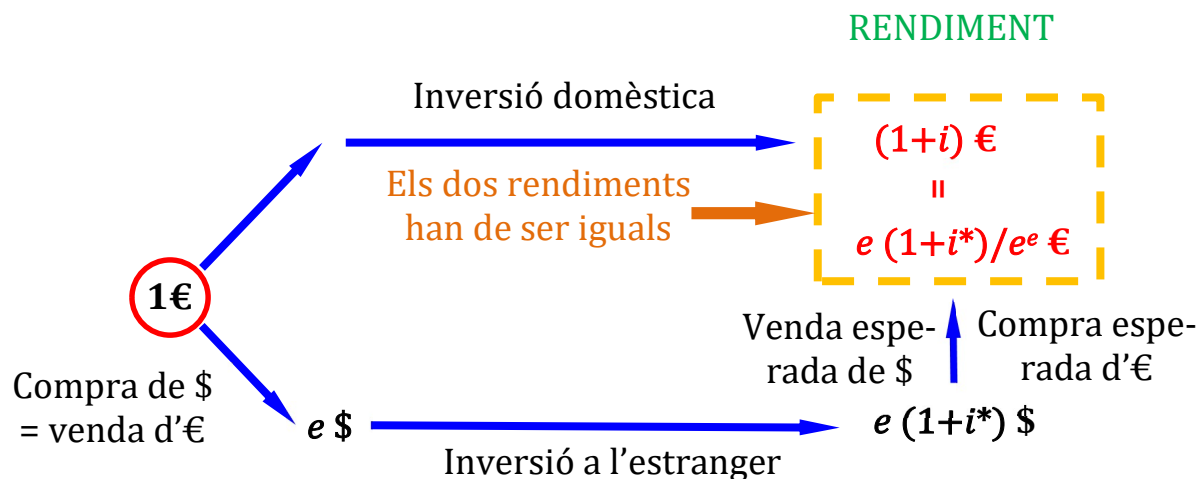 RENDIMENT
Inversió domèstica
(1+i) €
Els dos rendiments
han de ser iguals
=
e (1+i*)/eᵉ €
1€
Venda espe-
rada de $
Compra espe-
rada d’€
Compra de $
= venda d’€
e $
e (1+i*) $
Inversió a l’estranger